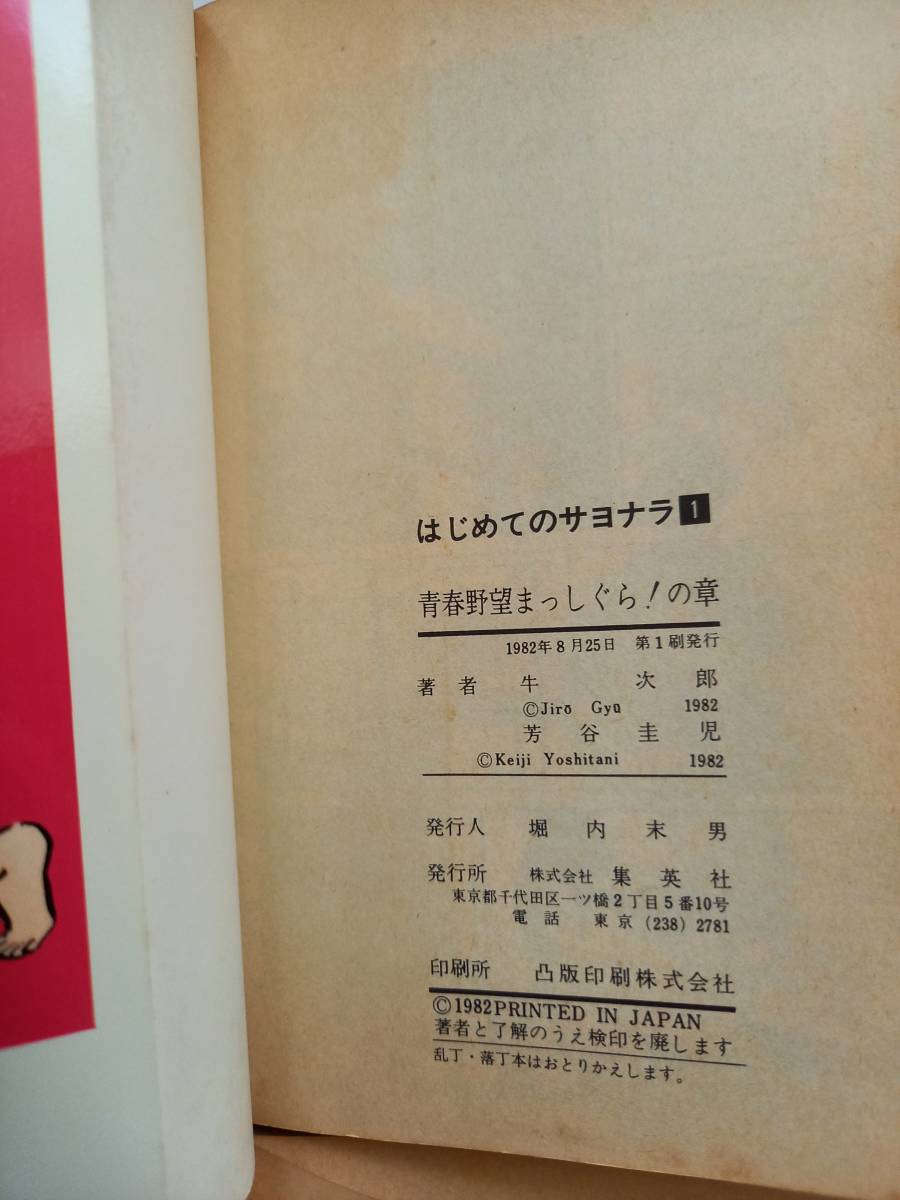 はじめてのサヨナラ 1
青春野望まっしぐら!の章
1982年8月25日 第1刷発行
著者 牛次郎
©Jirō Gyū 1982
芳谷圭児
©Keiji Yoshitani 1982
発行人 堀内末男
発行所 株式会社 集英社
東京都千代田区一ツ橋2丁目5番10号
電話 東京(238)2781
印刷所 凸版印刷株式会社
©1982 PRINTED IN JAPAN
著者と了解のうえ検印を廃します
乱丁・落丁本はおとりかえします。